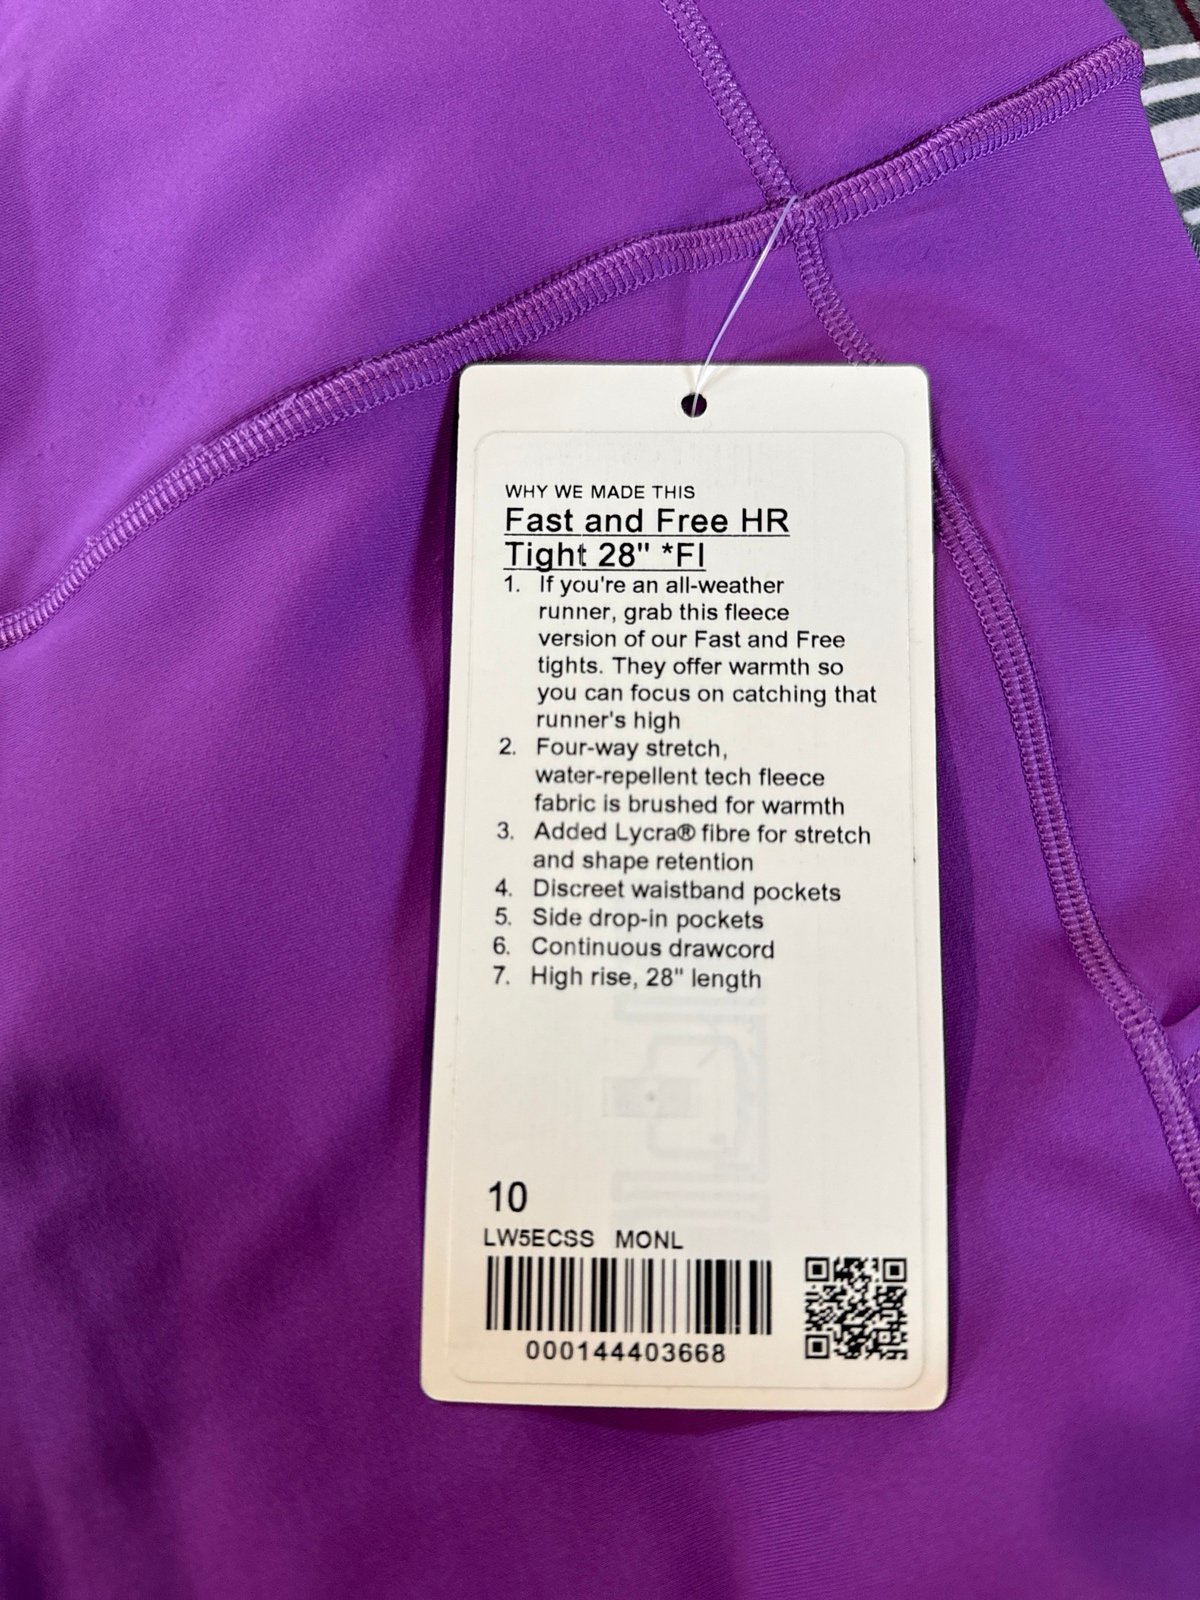 WHY WE MADE THIS
Fast and Free HR
Tight 28" *FI
1. If you're an all-weather
runner, grab this fleece
version of our Fast and Free
tights. They offer warmth so
you can focus on catching that
runner's high
2. Four-way stretch,
water-repellent tech fleece
fabric is brushed for warmth
3. Added Lycra® fibre for stretch
and shape retention
4. Discreet waistband pockets
5. Side drop-in pockets
6. Continuous drawcord
7. High rise, 28" length
10
LW5ECSS MONL
000144403668